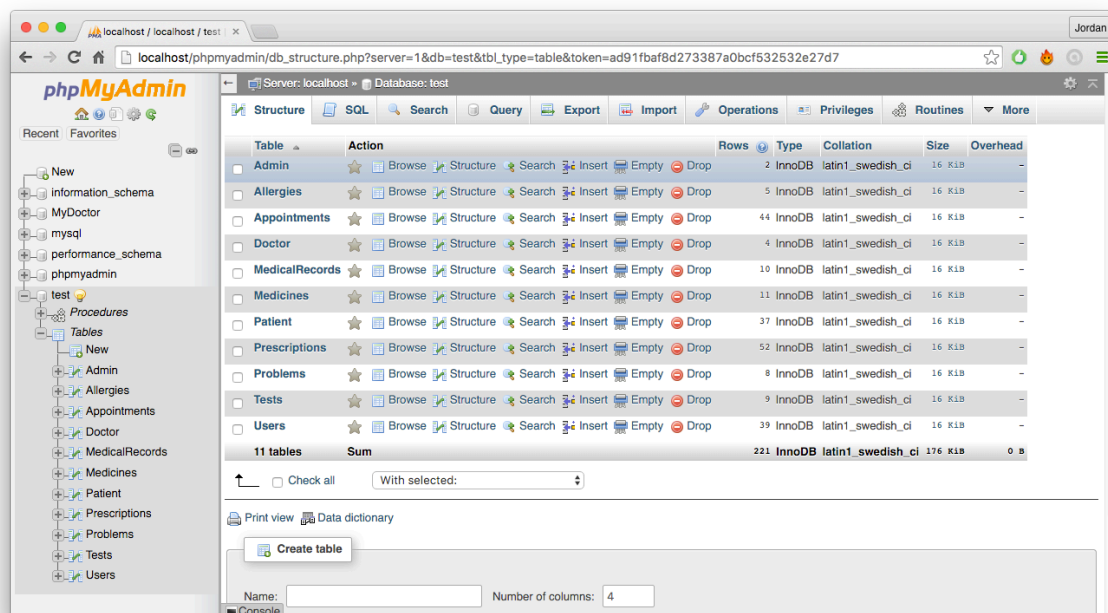 localhost / localhost / test
Jordan
localhost/phpmyadmin/db_structure.php?server=1&db=test&tbl_type=table&token=ad91fbaf8d273387a0bcf532532e27d7
phpMyAdmin
Recent Favorites
New
information_schema
MyDoctor
mysql
performance_schema
phpmyadmin
test
Procedures
Tables
New
Admin
Allergies
Appointments
Doctor
MedicalRecords
Medicines
Patient
Prescriptions
Problems
Tests
Users
Server: localhost » Database: test
Structure SQL Search Query Export Import Operations Privileges Routines More
Table Action Rows Type Collation Size Overhead
Admin Browse Structure Search Insert Empty Drop 2 InnoDB latin1_swedish_ci 16 KiB -
Allergies Browse Structure Search Insert Empty Drop 5 InnoDB latin1_swedish_ci 16 KiB -
Appointments Browse Structure Search Insert Empty Drop 44 InnoDB latin1_swedish_ci 16 KiB -
Doctor Browse Structure Search Insert Empty Drop 4 InnoDB latin1_swedish_ci 16 KiB -
MedicalRecords Browse Structure Search Insert Empty Drop 10 InnoDB latin1_swedish_ci 16 KiB -
Medicines Browse Structure Search Insert Empty Drop 11 InnoDB latin1_swedish_ci 16 KiB -
Patient Browse Structure Search Insert Empty Drop 37 InnoDB latin1_swedish_ci 16 KiB -
Prescriptions Browse Structure Search Insert Empty Drop 52 InnoDB latin1_swedish_ci 16 KiB -
Problems Browse Structure Search Insert Empty Drop 8 InnoDB latin1_swedish_ci 16 KiB -
Tests Browse Structure Search Insert Empty Drop 9 InnoDB latin1_swedish_ci 16 KiB -
Users Browse Structure Search Insert Empty Drop 39 InnoDB latin1_swedish_ci 16 KiB -
11 tables Sum 221 InnoDB latin1_swedish_ci 176 KiB 0 B
Check all With selected:
Print view Data dictionary
Create table
Name: Number of columns: 4
Console